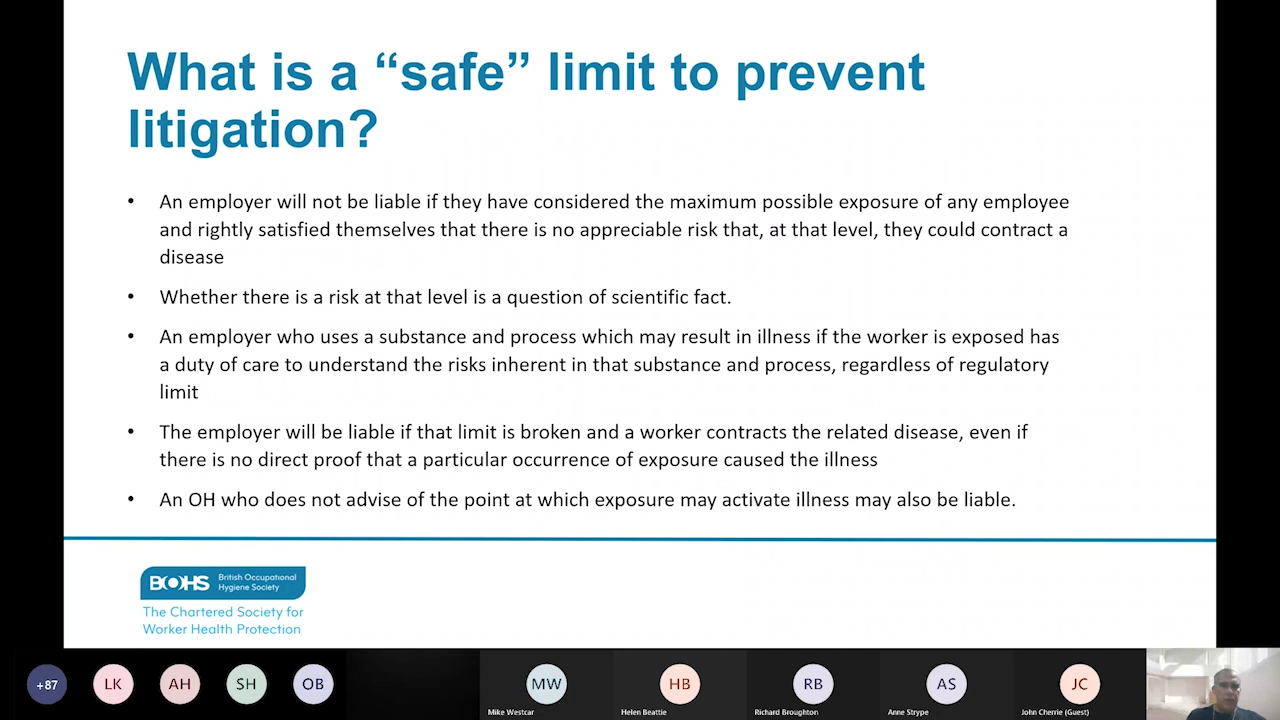 What is a “safe” limit to prevent
litigation?
• An employer will not be liable if they have considered the maximum possible exposure of any employee
and rightly satisfied themselves that there is no appreciable risk that, at that level, they could contract a
disease
• Whether there is a risk at that level is a question of scientific fact.
• An employer who uses a substance and process which may result in illness if the worker is exposed has
a duty of care to understand the risks inherent in that substance and process, regardless of regulatory
limit
• The employer will be liable if that limit is broken and a worker contracts the related disease, even if
there is no direct proof that a particular occurrence of exposure caused the illness
• An OH who does not advise of the point at which exposure may activate illness may also be liable.
BOHS British Occupational
Hygiene Society
The Chartered Society for
Worker Health Protection
+87 LK AH SH OB MW HB RB AS JC
Mike Westcar Helen Beattie Richard Broughton Anne Strype John Cherrie (Guest)